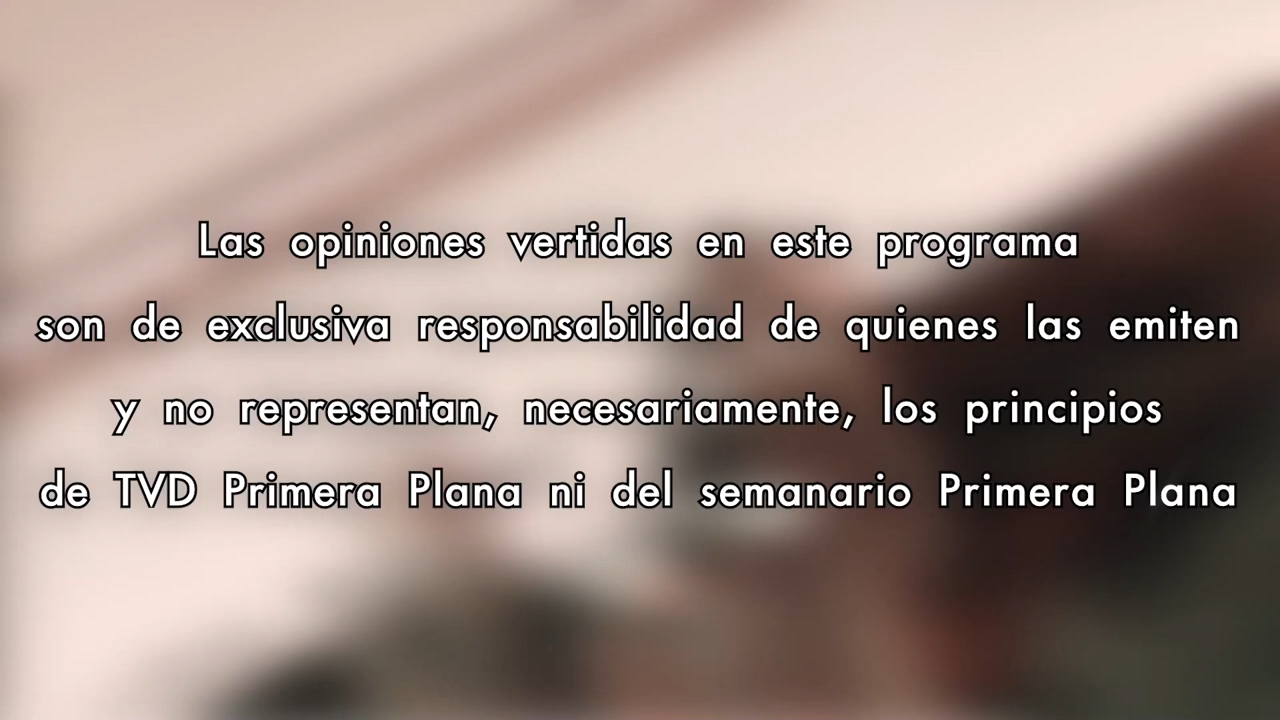 Las opiniones vertidas en este programa
son de exclusiva responsabilidad de quienes las emiten
y no representan, necesariamente, los principios
de TVD Primera Plana ni del semanario Primera Plana